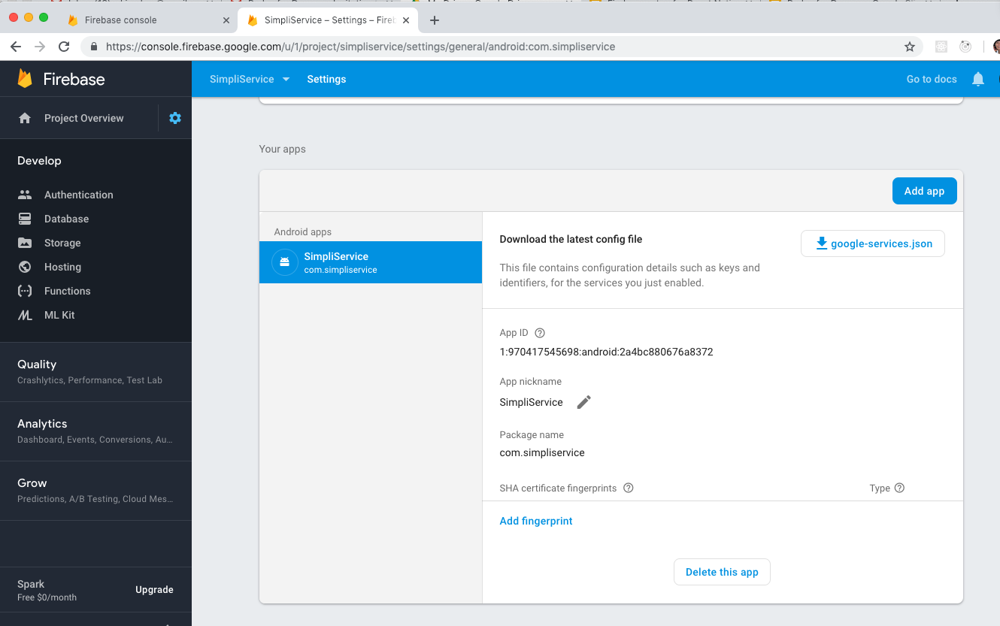 Firebase console
SimpliService – Settings – Fireb
https://console.firebase.google.com/u/1/project/simpliservice/settings/general/android:com.simpliservice
Firebase
SimpliService
Settings
Go to docs
Project Overview
Develop
Authentication
Database
Storage
Hosting
Functions
ML Kit
Quality
Crashlytics, Performance, Test Lab
Analytics
Dashboard, Events, Conversions, Au...
Grow
Predictions, A/B Testing, Cloud Mes...
Spark
Free $0/month
Upgrade
Your apps
Add app
Android apps
SimpliService
com.simpliservice
Download the latest config file
google-services.json
This file contains configuration details such as keys and
identifiers, for the services you just enabled.
App ID
1:970417545698:android:2a4bc880676a8372
App nickname
SimpliService
Package name
com.simpliservice
SHA certificate fingerprints
Type
Add fingerprint
Delete this app